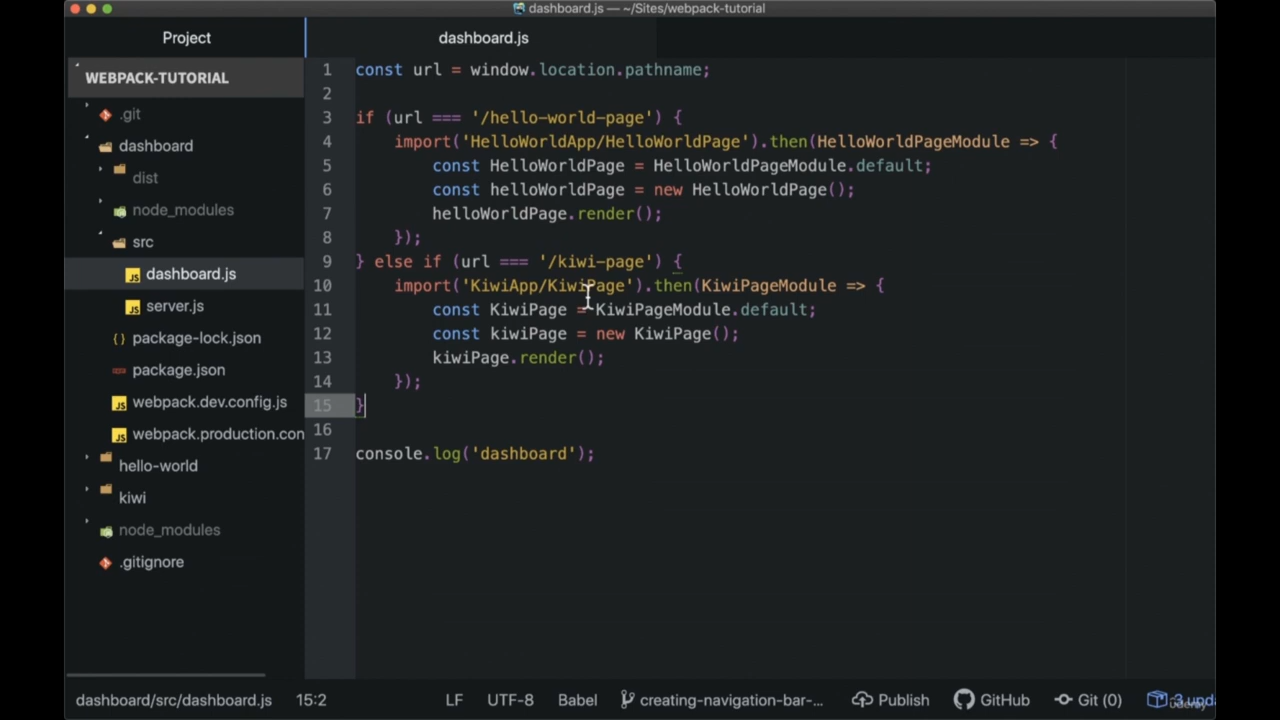 dashboard.js — ~/Sites/webpack-tutorial
Project
dashboard.js
WEBPACK-TUTORIAL
.git
dashboard
dist
node_modules
src
dashboard.js
server.js
package-lock.json
package.json
webpack.dev.config.js
webpack.production.con
hello-world
kiwi
node_modules
.gitignore
1 const url = window.location.pathname;
2
3 if (url === '/hello-world-page') {
4 import('HelloWorldApp/HelloWorldPage').then(HelloWorldPageModule => {
5 const HelloWorldPage = HelloWorldPageModule.default;
6 const helloWorldPage = new HelloWorldPage();
7 helloWorldPage.render();
8 });
9 } else if (url === '/kiwi-page') {
10 import('KiwiApp/KiwiPage').then(KiwiPageModule => {
11 const KiwiPage = KiwiPageModule.default;
12 const kiwiPage = new KiwiPage();
13 kiwiPage.render();
14 });
15 }
16
17 console.log('dashboard');
dashboard/src/dashboard.js 15:2 LF UTF-8 Babel creating-navigation-bar-... Publish GitHub Git (0)